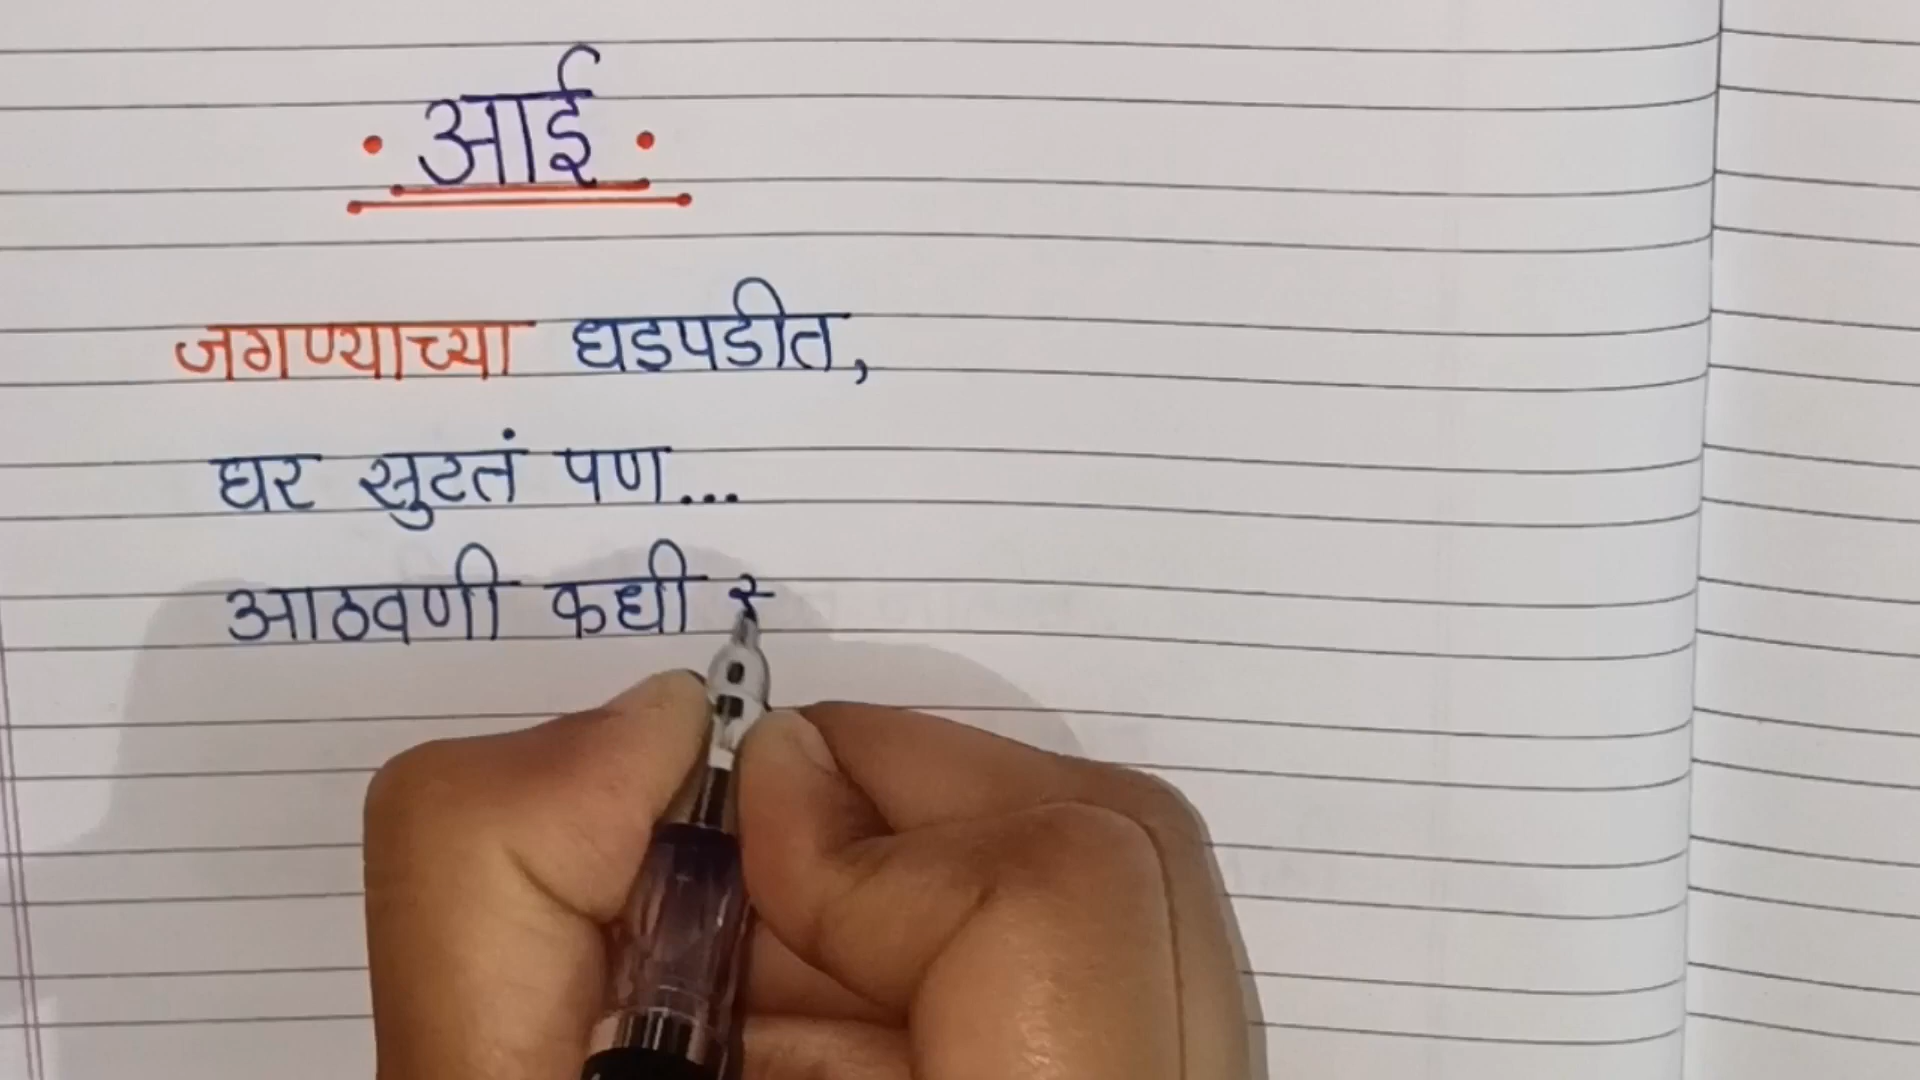 आई
जगण्याच्या धडपडीत,
घर सुटतं पण...
आठवणी कधी